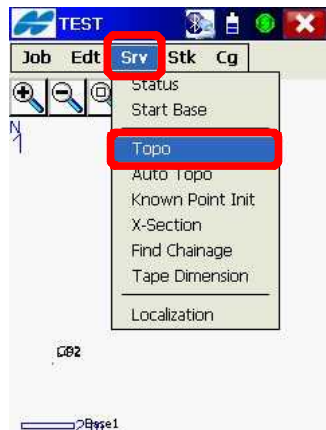 TEST
Job Edt Srv Stk Cg
Status
Start Base
N
Topo
Auto Topo
Known Point Init
X-Section
Find Chainage
Tape Dimension
Localization
G02
Base1